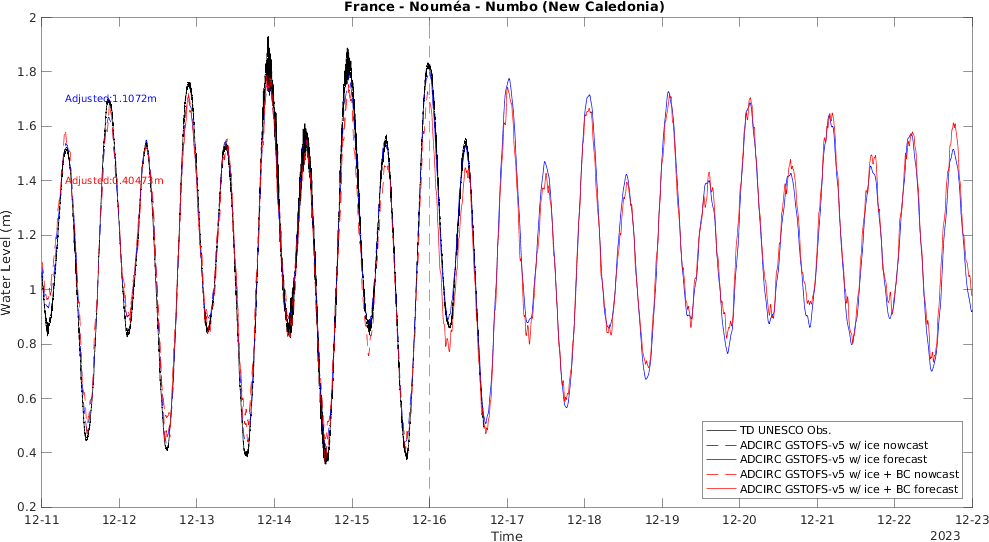 France - Nouméa - Numbo (New Caledonia)
2
1.8
1.6
1.4
1.2
1
0.8
0.6
0.4
0.2
Water Level (m)
Adjusted:1.1072m
Adjusted:0.40473m
TD UNESCO Obs.
ADCIRC GSTOFS-v5 w/ ice nowcast
ADCIRC GSTOFS-v5 w/ ice forecast
ADCIRC GSTOFS-v5 w/ ice + BC nowcast
ADCIRC GSTOFS-v5 w/ ice + BC forecast
12-11 12-12 12-13 12-14 12-15 12-16 12-17 12-18 12-19 12-20 12-21 12-22 12-23
Time
2023